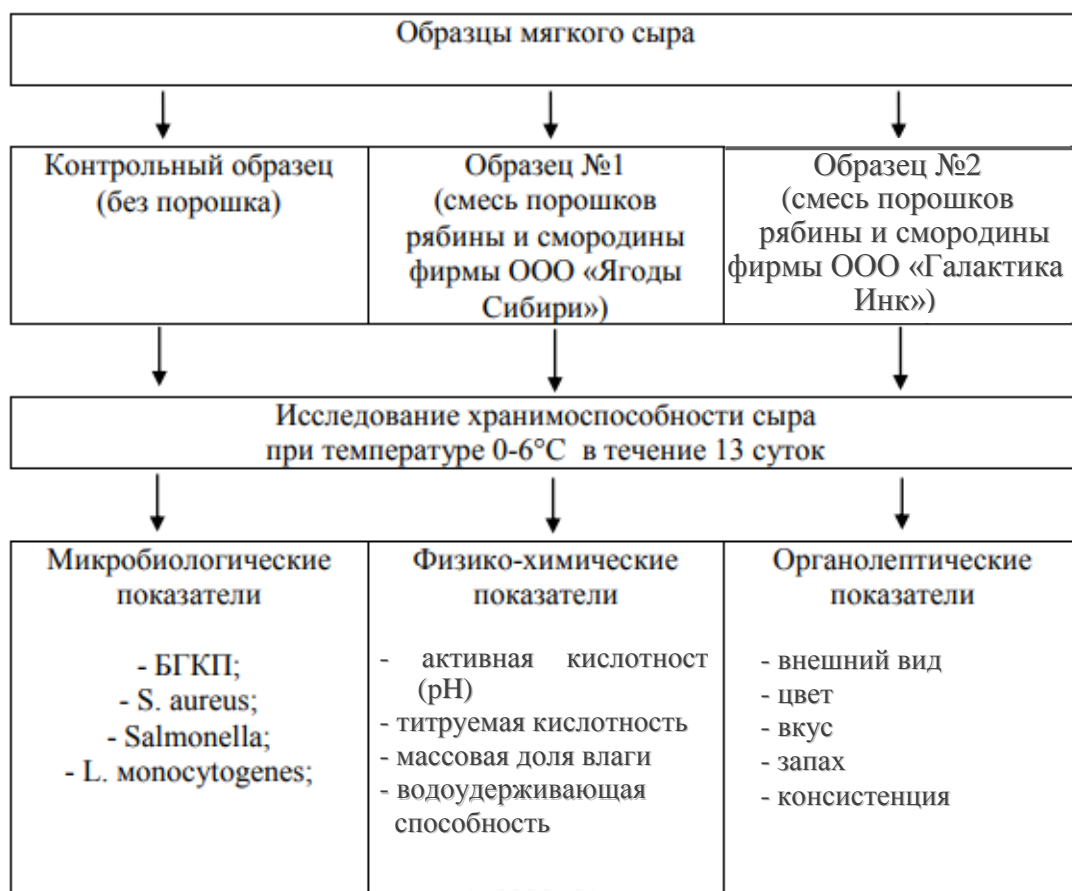 Образцы мягкого сыра
Контрольный образец
(без порошка)
Образец №1
(смесь порошков
рябины и смородины
фирмы ООО «Ягоды
Сибири»)
Образец №2
(смесь порошков
рябины и смородины
фирмы ООО «Галактика
Инк»)
Исследование хранимоспособности сыра
при температуре 0-6°С в течение 13 суток
Микробиологические
показатели
- БГКП;
- S. aureus;
- Salmonella;
- L. мonocytogenes;
Физико-химические
показатели
- активная кислотност
(рН)
- титруемая кислотность
- массовая доля влаги
- водоудерживающая
способность
Органолептические
показатели
- внешний вид
- цвет
- вкус
- запах
- консистенция